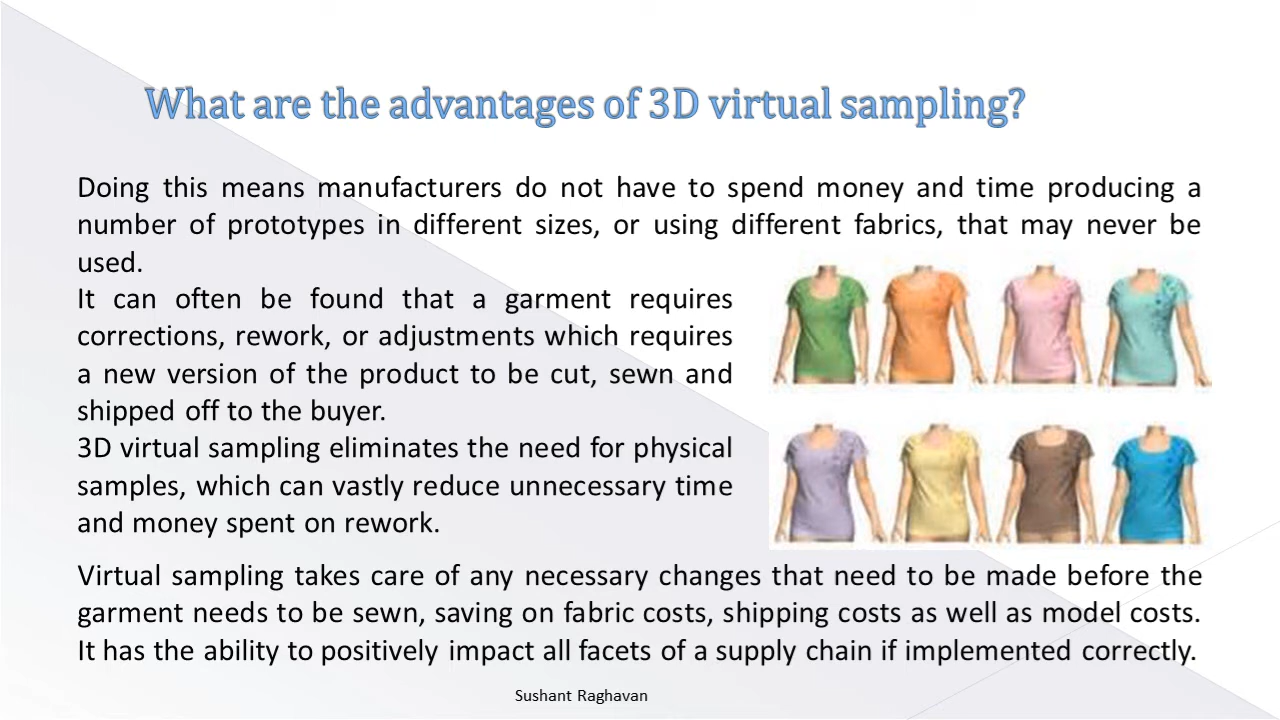 What are the advantages of 3D virtual sampling?
Doing this means manufacturers do not have to spend money and time producing a
number of prototypes in different sizes, or using different fabrics, that may never be
used.
It can often be found that a garment requires
corrections, rework, or adjustments which requires
a new version of the product to be cut, sewn and
shipped off to the buyer.
3D virtual sampling eliminates the need for physical
samples, which can vastly reduce unnecessary time
and money spent on rework.
Virtual sampling takes care of any necessary changes that need to be made before the
garment needs to be sewn, saving on fabric costs, shipping costs as well as model costs.
It has the ability to positively impact all facets of a supply chain if implemented correctly.
Sushant Raghavan